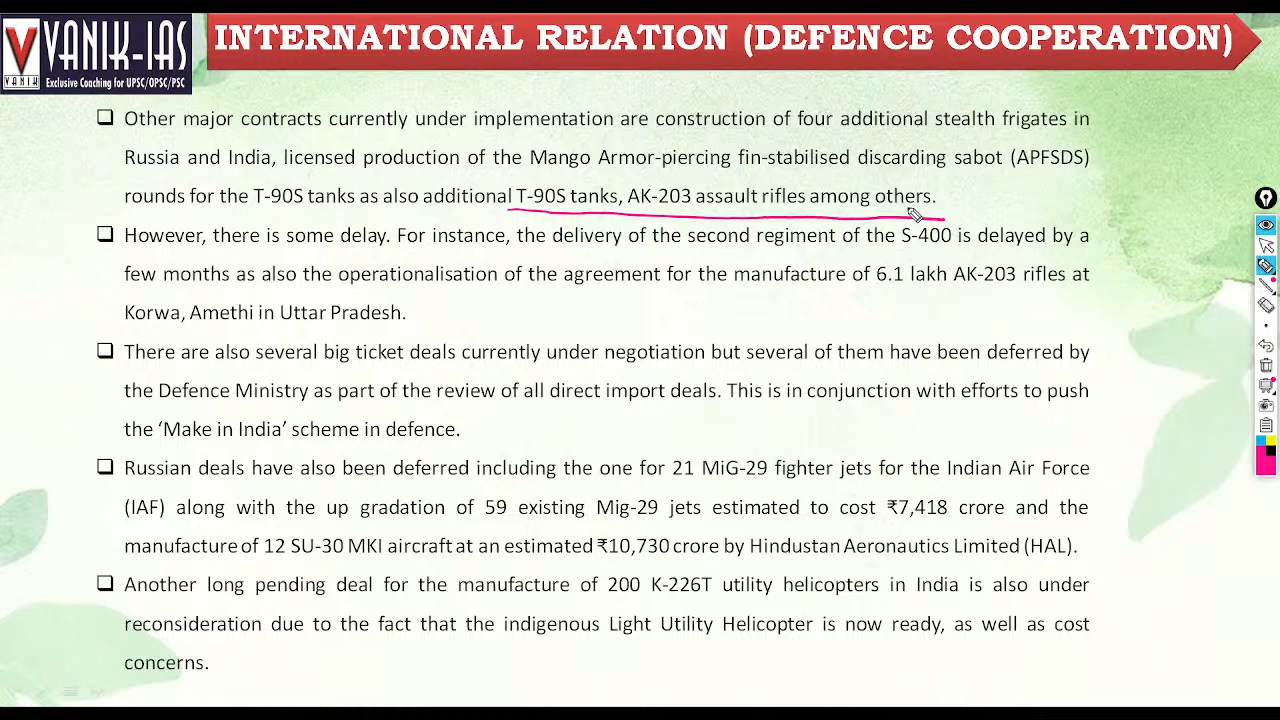 VANIK-IAS
VANIK
Exclusive Coaching for UPSC/OPSC/PSC
INTERNATIONAL RELATION (DEFENCE COOPERATION)
❑ Other major contracts currently under implementation are construction of four additional stealth frigates in
Russia and India, licensed production of the Mango Armor-piercing fin-stabilised discarding sabot (APFSDS)
rounds for the T-90S tanks as also additional T-90S tanks, AK-203 assault rifles among others.
❑ However, there is some delay. For instance, the delivery of the second regiment of the S-400 is delayed by a
few months as also the operationalisation of the agreement for the manufacture of 6.1 lakh AK-203 rifles at
Korwa, Amethi in Uttar Pradesh.
❑ There are also several big ticket deals currently under negotiation but several of them have been deferred by
the Defence Ministry as part of the review of all direct import deals. This is in conjunction with efforts to push
the ‘Make in India’ scheme in defence.
❑ Russian deals have also been deferred including the one for 21 MiG-29 fighter jets for the Indian Air Force
(IAF) along with the up gradation of 59 existing Mig-29 jets estimated to cost ₹7,418 crore and the
manufacture of 12 SU-30 MKI aircraft at an estimated ₹10,730 crore by Hindustan Aeronautics Limited (HAL).
❑ Another long pending deal for the manufacture of 200 K-226T utility helicopters in India is also under
reconsideration due to the fact that the indigenous Light Utility Helicopter is now ready, as well as cost
concerns.